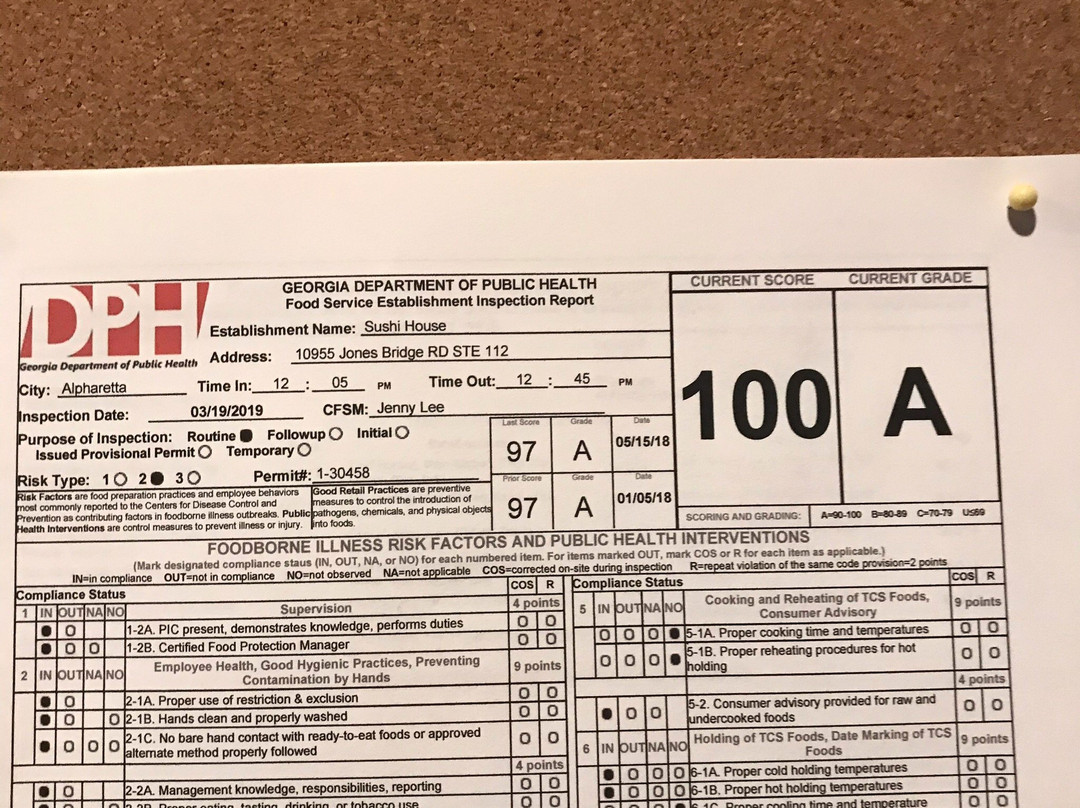 DPH
Georgia Department of Public Health
GEORGIA DEPARTMENT OF PUBLIC HEALTH
Food Service Establishment Inspection Report
Establishment Name: Sushi House
Address: 10955 Jones Bridge RD STE 112
City: Alpharetta Time In: 12 : 05 PM Time Out: 12 : 45 PM
Inspection Date: 03/19/2019 CFSM: Jenny Lee
Purpose of Inspection: Routine Followup O Initial O
Issued Provisional Permit O Temporary O
Risk Type: 1 O 2 3 O Permit#: 1-30458
Risk Factors are food preparation practices and employee behaviors
most commonly reported to the Centers for Disease Control and
Prevention as contributing factors in foodborne illness outbreaks. Public
Health Interventions are control measures to prevent illness or injury.
Good Retail Practices are preventive
measures to control the introduction of
pathogens, chemicals, and physical objects
into foods.
Last Score Grade Date
97 A 05/15/18
Prior Score Grade Date
97 A 01/05/18
CURRENT SCORE CURRENT GRADE
100 A
SCORING AND GRADING: A=90-100 B=80-89 C=70-79 U≤69
FOODBORNE ILLNESS RISK FACTORS AND PUBLIC HEALTH INTERVENTIONS
(Mark designated compliance staus (IN, OUT, NA, or NO) for each numbered item. For items marked OUT, mark COS or R for each item as applicable.)
IN=in compliance OUT=not in compliance NO=not observed NA=not applicable COS=corrected on-site during inspection R=repeat violation of the same code provision=2 points
Compliance Status COS R
1 IN OUT NA NO Supervision 4 points
O 1-2A. PIC present, demonstrates knowledge, performs duties O O
O O 1-2B. Certified Food Protection Manager O O
2 IN OUT NA NO Employee Health, Good Hygienic Practices, Preventing
Contamination by Hands 9 points
O 2-1A. Proper use of restriction & exclusion O O
O O 2-1B. Hands clean and properly washed O O
O O O 2-1C. No bare hand contact with ready-to-eat foods or approved
alternate method properly followed O O
4 points
O 2-2A. Management knowledge, responsibilities, reporting O O
2-2B. Proper eating, tasting, drinking, or tobacco use
Compliance Status COS R
5 IN OUT NA NO Cooking and Reheating of TCS Foods,
Consumer Advisory 9 points
O O O 5-1A. Proper cooking time and temperatures O O
O O O 5-1B. Proper reheating procedures for hot
holding O O
4 points
O O 5-2. Consumer advisory provided for raw and
undercooked foods O O
6 IN OUT NA NO Holding of TCS Foods, Date Marking of TCS
Foods 9 points
O O O 6-1A. Proper cold holding temperatures O O
O O O 6-1B. Proper hot holding temperatures O O
6-1C. Proper cooling time and temperature